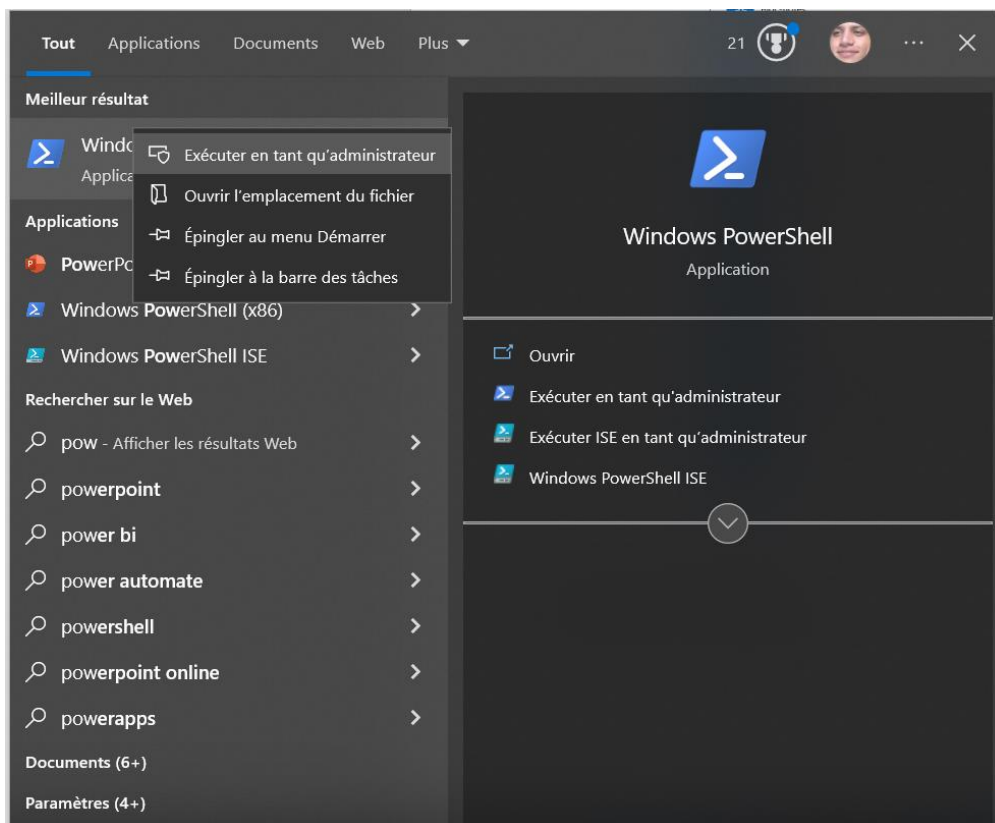 Tout Applications Documents Web Plus 21
Meilleur résultat
Windo
Applica
Exécuter en tant qu'administrateur
Ouvrir l'emplacement du fichier
Épingler au menu Démarrer
Épingler à la barre des tâches
Applications
PowerPo
Windows PowerShell (x86)
Windows PowerShell ISE
Rechercher sur le Web
pow - Afficher les résultats Web
powerpoint
power bi
power automate
powershell
powerpoint online
powerapps
Documents (6+)
Paramètres (4+)
Windows PowerShell
Application
Ouvrir
Exécuter en tant qu'administrateur
Exécuter ISE en tant qu'administrateur
Windows PowerShell ISE